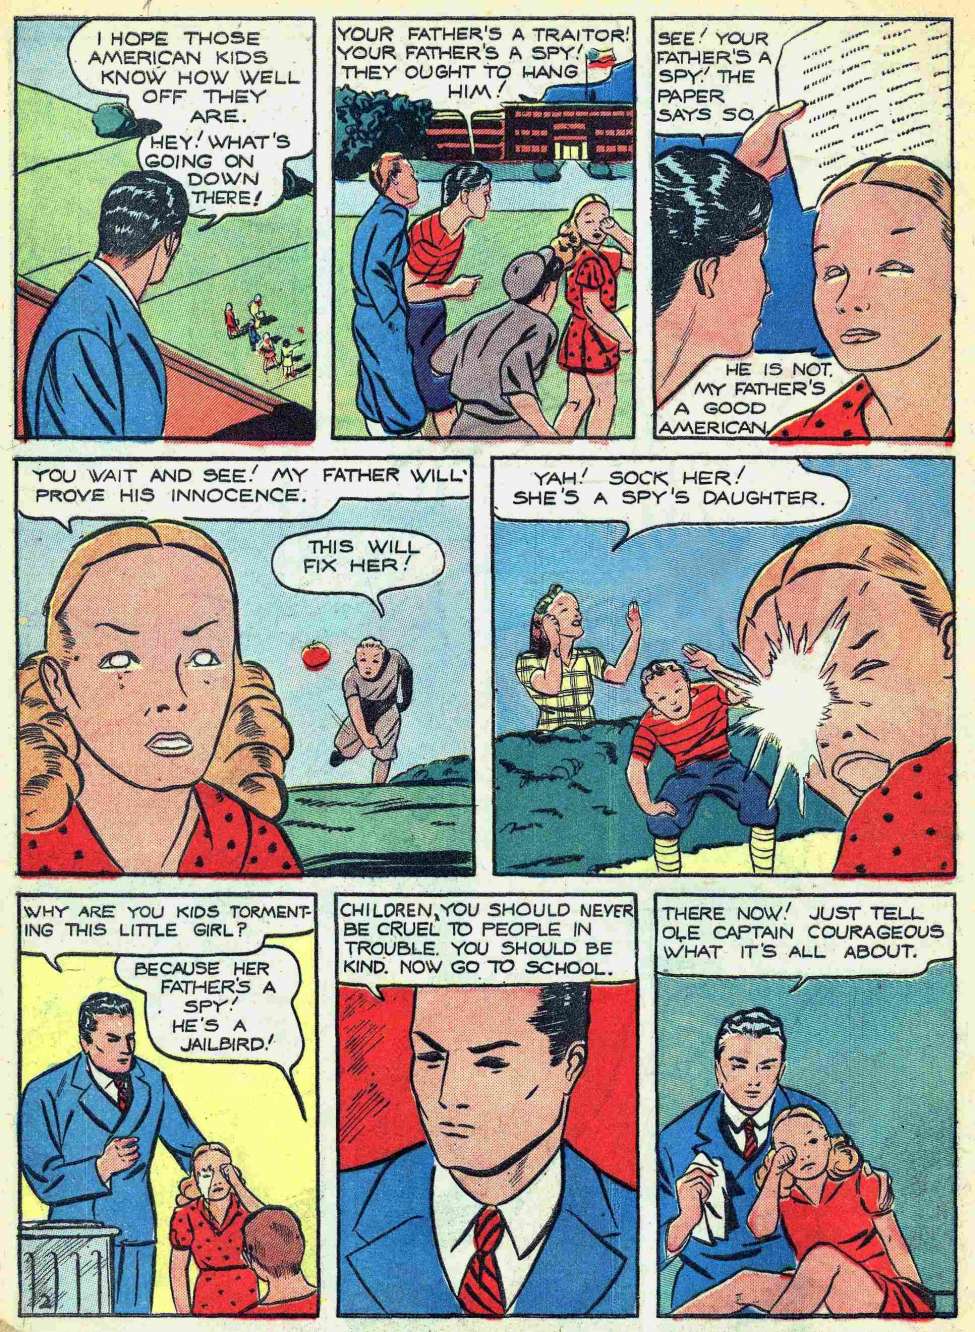 I HOPE THOSE
AMERICAN KIDS
KNOW HOW WELL
OFF THEY
ARE.
HEY! WHAT'S
GOING ON
DOWN
THERE!
YOUR FATHER'S A TRAITOR!
YOUR FATHER'S A SPY!
THEY OUGHT TO HANG
HIM!
SEE! YOUR
FATHER'S A
SPY! THE
PAPER
SAYS SO.
HE IS NOT.
MY FATHER'S
A GOOD
AMERICAN.
YOU WAIT AND SEE! MY FATHER WILL
PROVE HIS INNOCENCE.
THIS WILL
FIX HER!
YAH! SOCK HER!
SHE'S A SPY'S DAUGHTER.
WHY ARE YOU KIDS TORMENT-
ING THIS LITTLE GIRL?
BECAUSE HER
FATHER'S A
SPY!
HE'S A
JAILBIRD!
CHILDREN, YOU SHOULD NEVER
BE CRUEL TO PEOPLE IN
TROUBLE. YOU SHOULD BE
KIND. NOW GO TO SCHOOL.
THERE NOW! JUST TELL
OLE CAPTAIN COURAGEOUS
WHAT IT'S ALL ABOUT.
2